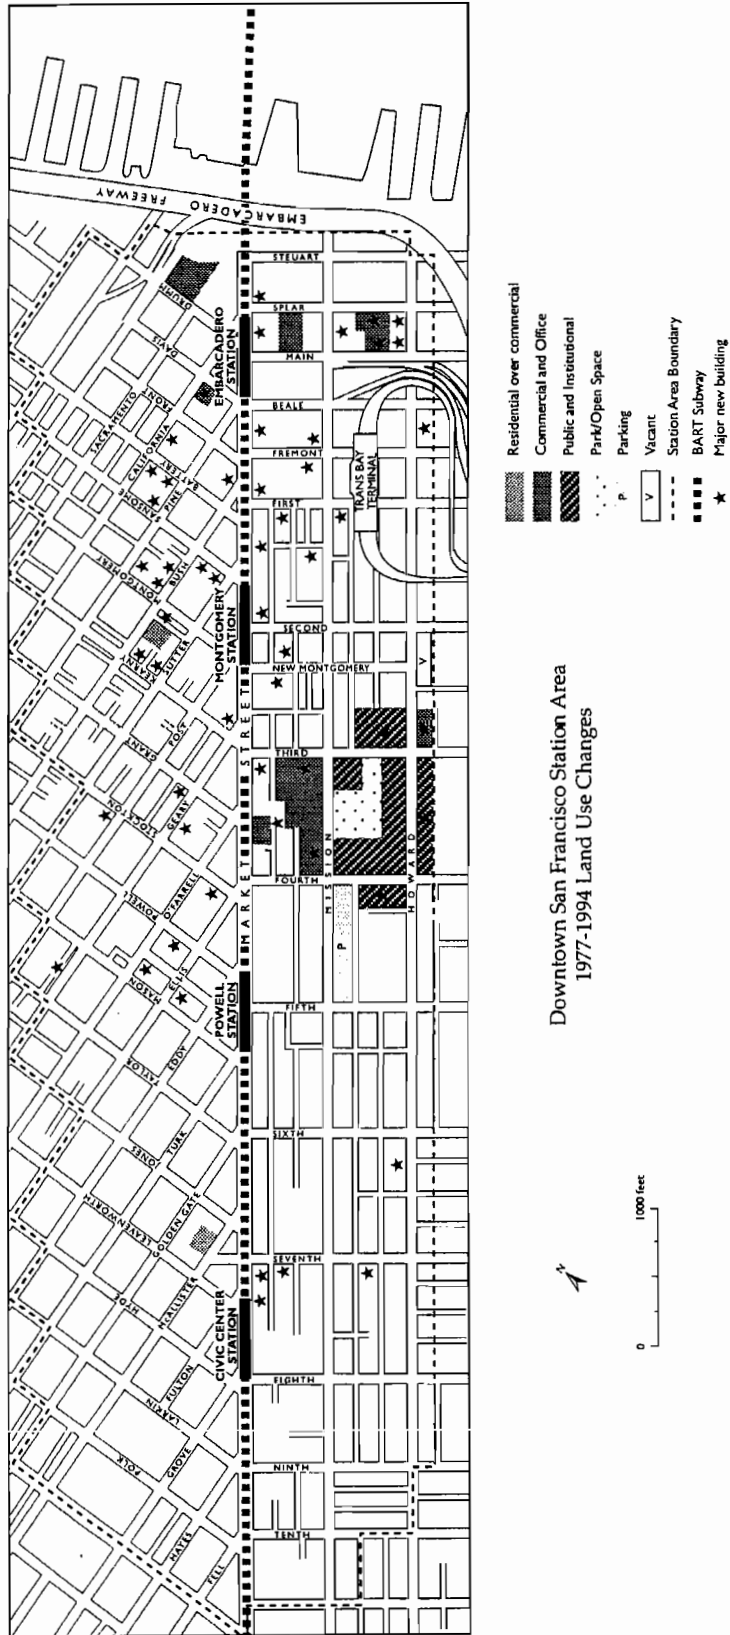 EMBARCADERO FREEWAY
STEUART
DRUMM
SPEAR
DAVIS
EMBARCADERO
STATION
MAIN
FRONT
SACRAMENTO
BEALE
CALIFORNIA
BATTERY
FREMONT
TRANS BAY
TERMINAL
PINE
SANSOME
FIRST
MONTGOMERY
BUSH
MONTGOMERY
STATION
SECOND
KEARNY
SUTTER
NEW MONTGOMERY
V
POST
GRANT
THIRD
MARKET STREET
STOCKTON
GEARY
MISSION
HOWARD
FOURTH
O'FARRELL
POWELL
P
ELLIS
MASON
POWELL
STATION
FIFTH
EDDY
TAYLOR
TURK
JONES
SIXTH
GOLDEN GATE
LEAVENWORTH
SEVENTH
McALLISTER
HYDE
CIVIC CENTER
STATION
FULTON
EIGHTH
LARKIN
GROVE
POLK
NINTH
HAYES
TENTH
FELL
Residential over commercial
Commercial and Office
Public and Institutional
Park/Open Space
P Parking
V Vacant
Station Area Boundary
BART Subway
Major new building
Downtown San Francisco Station Area
1977-1994 Land Use Changes
N
0 1000 feet